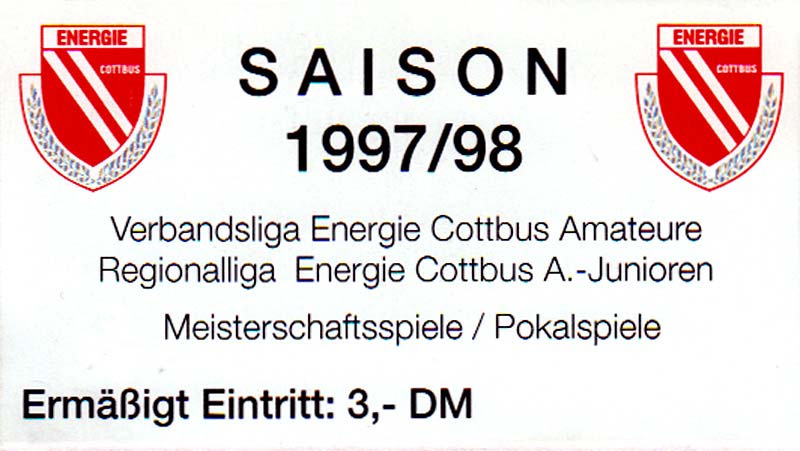 ENERGIE
COTTBUS
ENERGIE
COTTBUS
SAISON
1997/98
Verbandsliga Energie Cottbus Amateure
Regionalliga Energie Cottbus A.-Junioren
Meisterschaftsspiele / Pokalspiele
Ermäßigt Eintritt: 3,- DM